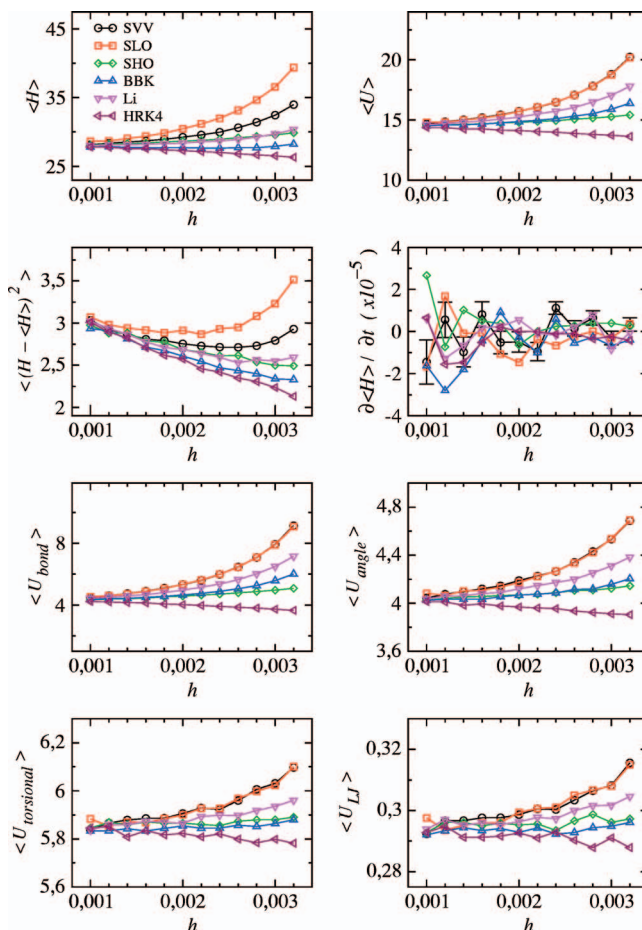 45
<H>
35
25
SVV
SLO
SHO
BBK
Li
HRK4
0,001 0,002 0,003
h
20
<U>
15
10
0,001 0,002 0,003
h
3,5
<(H − <H>)²>
3
2,5
2
0,001 0,002 0,003
h
4
∂<H>/ ∂t ( x10⁻⁵ )
2
0
-2
-4
0,001 0,002 0,003
h
8
< U_bond >
4
0,001 0,002 0,003
h
4,8
< U_angle >
4,4
4
3,6
0,001 0,002 0,003
h
6,2
< U_torsional >
6
5,8
5,6
0,001 0,002 0,003
h
0,32
< U_LJ >
0,3
0,28
0,001 0,002 0,003
h